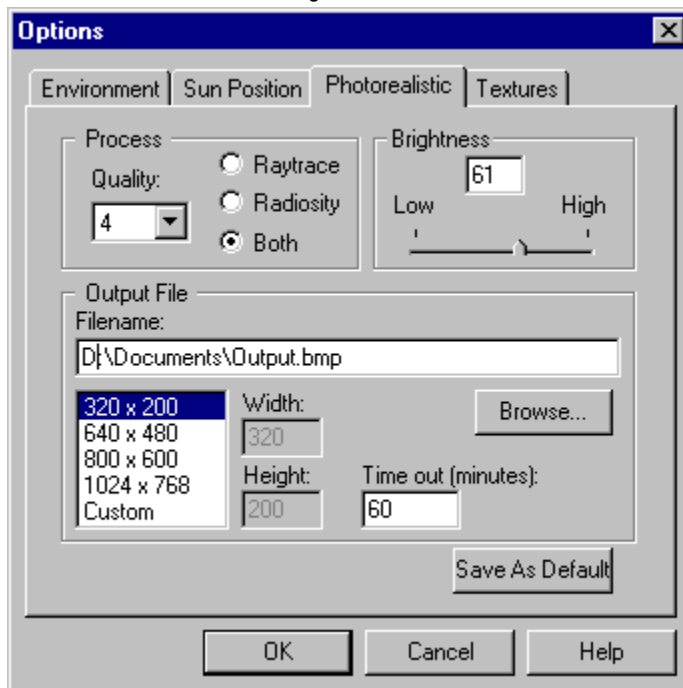 Options
Environment Sun Position Photorealistic Textures
Process
Quality:
4
Raytrace
Radiosity
Both
Brightness
61
Low High
Output File
Filename:
D:\Documents\Output.bmp
320 x 200
640 x 480
800 x 600
1024 x 768
Custom
Width:
320
Height:
200
Browse...
Time out (minutes):
60
Save As Default
OK Cancel Help